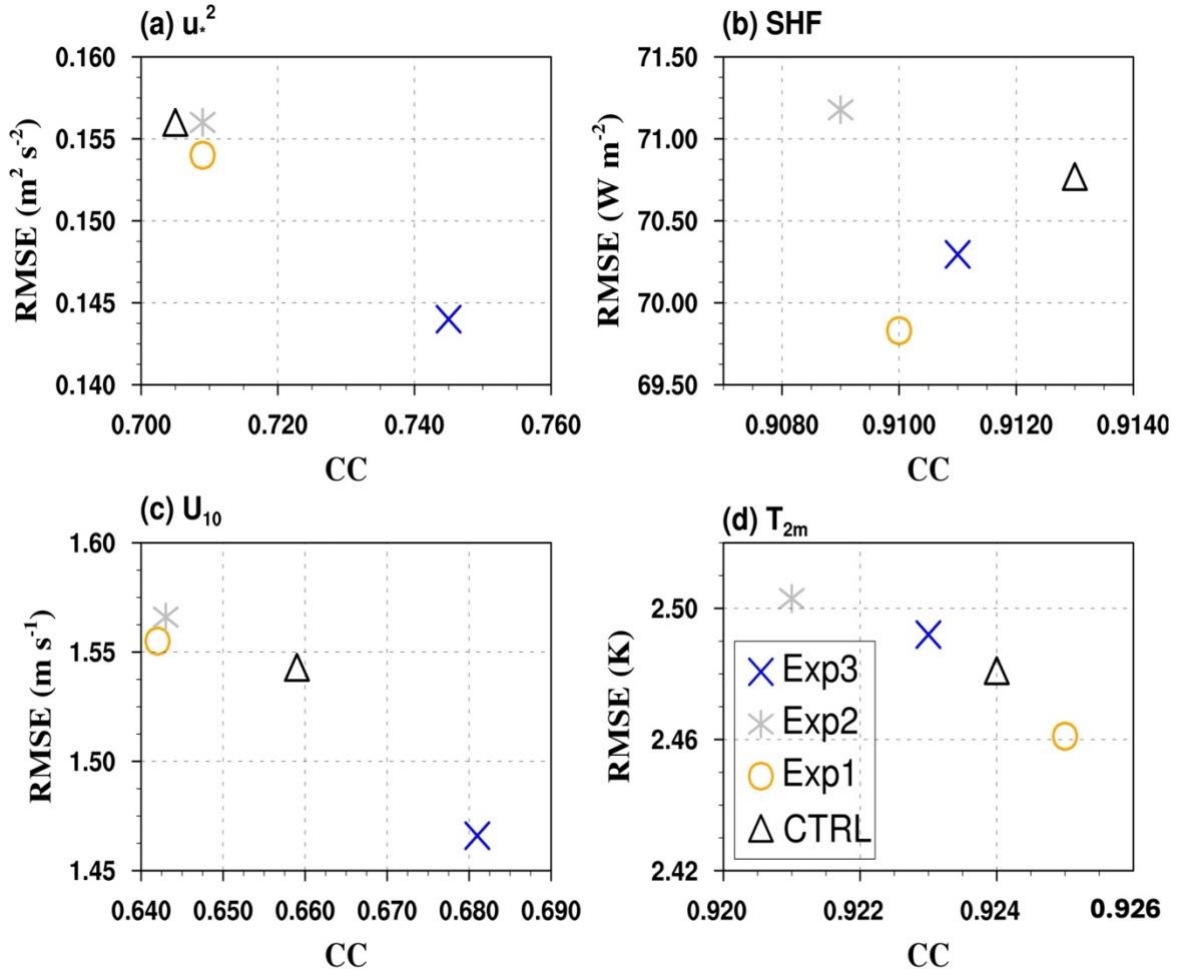 (a) u*²
RMSE (m² s⁻²)
0.160
0.155
0.150
0.145
0.140
0.700 0.720 0.740 0.760
CC
(b) SHF
RMSE (W m⁻²)
71.50
71.00
70.50
70.00
69.50
0.9080 0.9100 0.9120 0.9140
CC
(c) U₁₀
RMSE (m s⁻¹)
1.60
1.55
1.50
1.45
0.640 0.650 0.660 0.670 0.680 0.690
CC
(d) T₂ₘ
RMSE (K)
2.50
2.46
2.42
0.920 0.922 0.924 0.926
CC
Exp3
Exp2
Exp1
CTRL